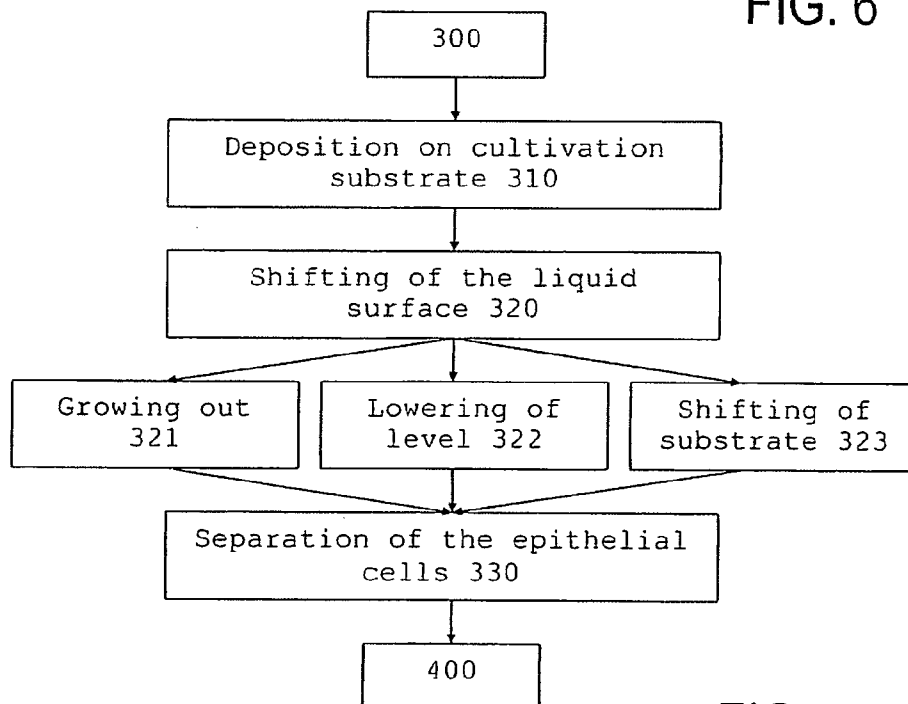 FIG. 6
300
Deposition on cultivation
substrate 310
Shifting of the liquid
surface 320
Growing out
321
Lowering of
level 322
Shifting of
substrate 323
Separation of the epithelial
cells 330
400